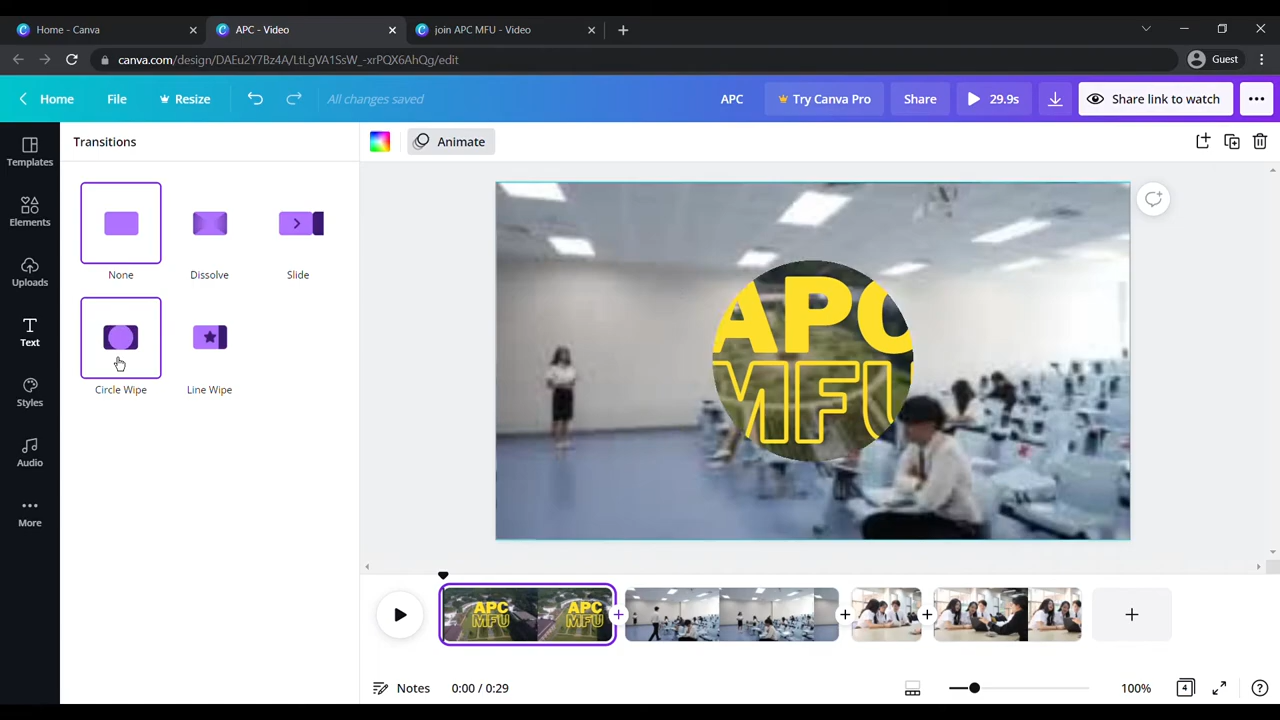 Home - Canva
APC - Video
join APC MFU - Video
canva.com/design/DAEu2Y7Bz4A/LtLgVA1SsW_-xrPQX6AhQg/edit
Guest
Home
File
Resize
All changes saved
APC
Try Canva Pro
Share
29.9s
Share link to watch
Templates
Elements
Uploads
Text
Styles
Audio
More
Transitions
None
Dissolve
Slide
Circle Wipe
Line Wipe
Animate
APC
MFU
APC
MFU
APC
MFU
Notes
0:00 / 0:29
100%
4